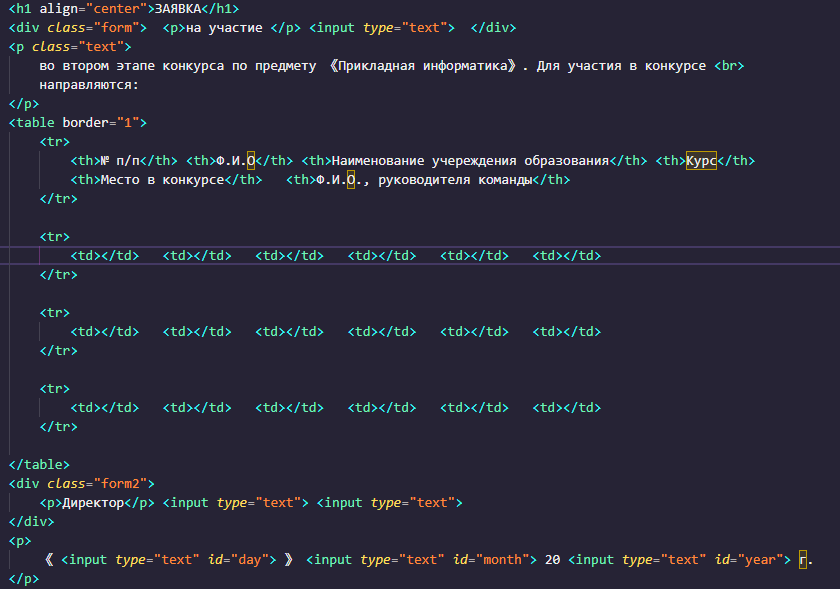 <h1 align="center">ЗАЯВКА</h1>
<div class="form">  <p>на участие </p> <input type="text">  </div>
<p class="text">
    во втором этапе конкурса по предмету 《Прикладная информатика》. Для участия в конкурсе <br>
    направляются:
</p>
<table border="1">
    <tr>
        <th>№ п/п</th> <th>Ф.И.О</th> <th>Наименование учереждения образования</th> <th>Курс</th>
        <th>Место в конкурсе</th>   <th>Ф.И.О., руководителя команды</th>
    </tr>
    <tr>
        <td></td>   <td></td>   <td></td>   <td></td>   <td></td>   <td></td>
    </tr>
    <tr>
        <td></td>   <td></td>   <td></td>   <td></td>   <td></td>   <td></td>
    </tr>
    <tr>
        <td></td>   <td></td>   <td></td>   <td></td>   <td></td>   <td></td>
    </tr>
</table>
<div class="form2">
    <p>Директор</p> <input type="text"> <input type="text">
</div>
<p>
    《 <input type="text" id="day"> 》 <input type="text" id="month"> 20 <input type="text" id="year"> г.
</p>